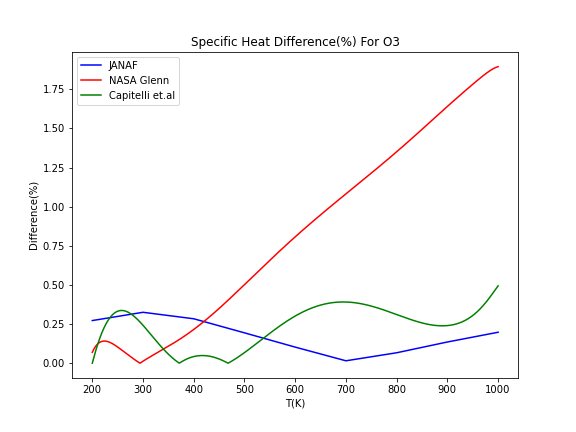 Specific Heat Difference(%) For O3
JANAF
NASA Glenn
Capitelli et.al
Difference(%)
1.75
1.50
1.25
1.00
0.75
0.50
0.25
0.00
200 300 400 500 600 700 800 900 1000
T(K)